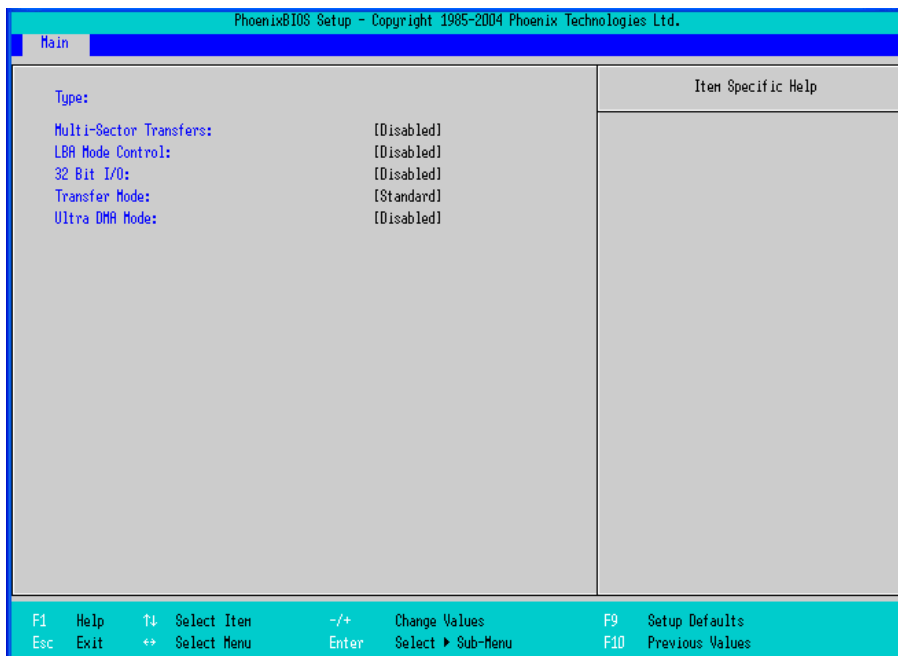 PhoenixBIOS Setup - Copyright 1985-2004 Phoenix Technologies Ltd.
Main
Type:
Multi-Sector Transfers: [Disabled]
LBA Mode Control: [Disabled]
32 Bit I/O: [Disabled]
Transfer Mode: [Standard]
Ultra DMA Mode: [Disabled]
Item Specific Help
F1 Help ↑↓ Select Item -/+ Change Values F9 Setup Defaults
Esc Exit ↔ Select Menu Enter Select ▶ Sub-Menu F10 Previous Values